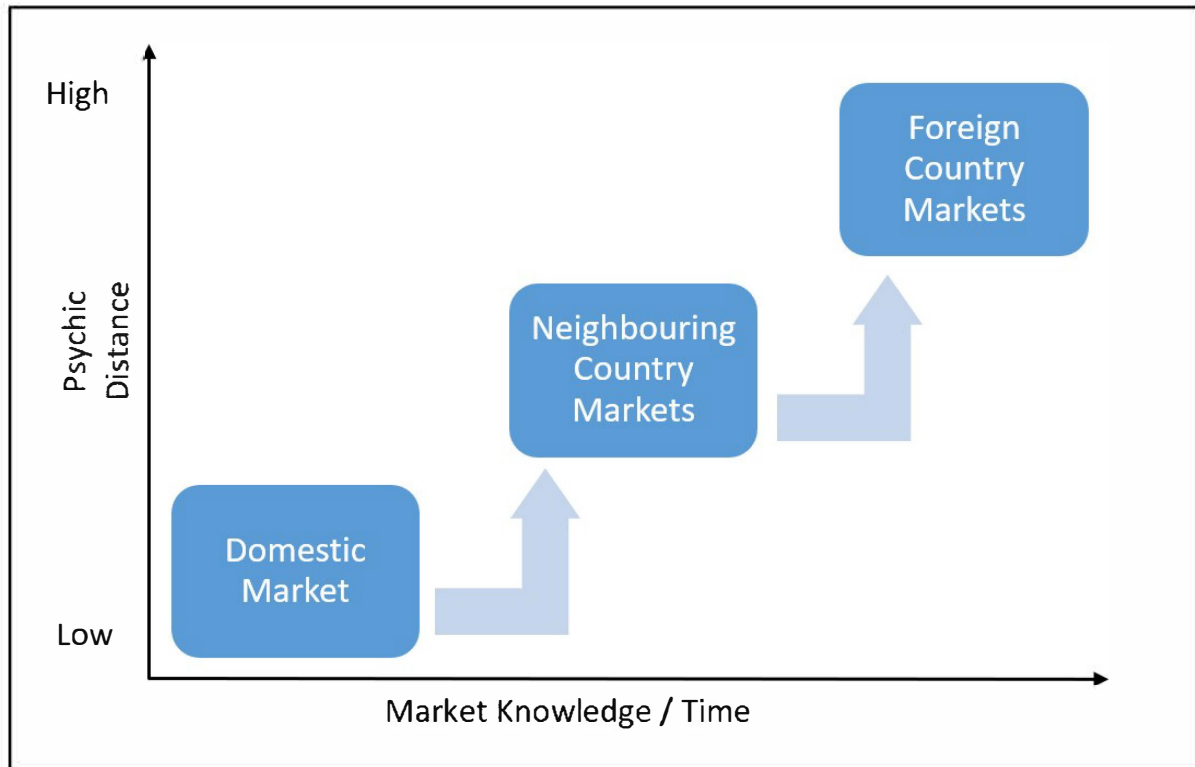 High
Foreign
Country
Markets
Psychic
Distance
Neighbouring
Country
Markets
Domestic
Market
Low
Market Knowledge / Time